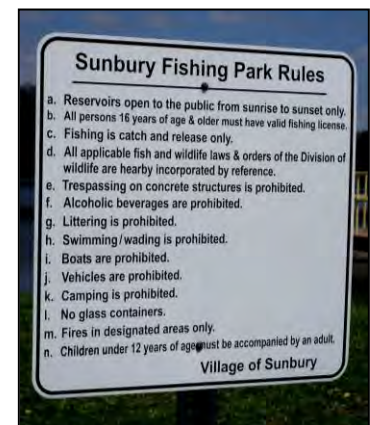 Sunbury Fishing Park Rules
a. Reservoirs open to the public from sunrise to sunset only.
b. All persons 16 years of age & older must have valid fishing license.
c. Fishing is catch and release only.
d. All applicable fish and wildlife laws & orders of the Division of
wildlife are hearby incorporated by reference.
e. Trespassing on concrete structures is prohibited.
f. Alcoholic beverages are prohibited.
g. Littering is prohibited.
h. Swimming/wading is prohibited.
i. Boats are prohibited.
j. Vehicles are prohibited.
k. Camping is prohibited.
l. No glass containers.
m. Fires in designated areas only.
n. Children under 12 years of age must be accompanied by an adult.
Village of Sunbury